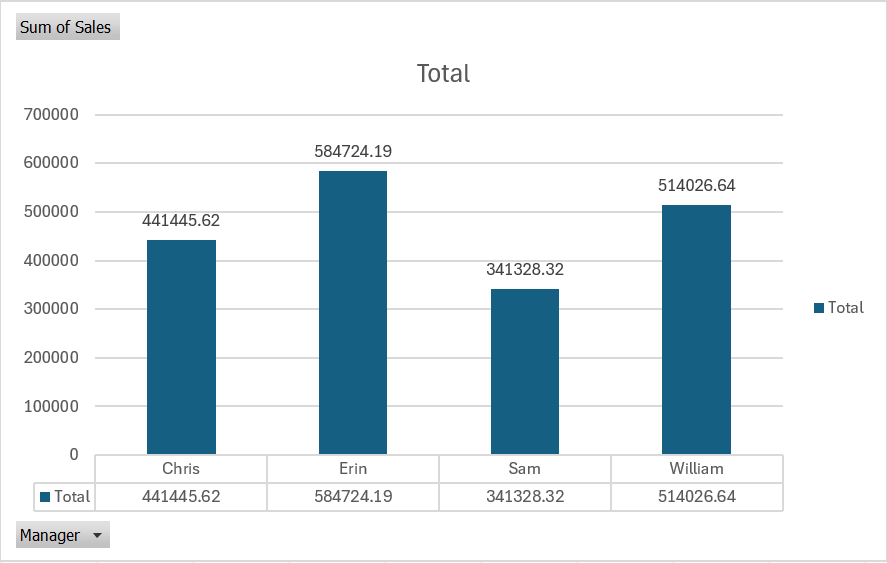 Sum of Sales
Total
700000
600000
500000
400000
300000
200000
100000
0
441445.62
584724.19
341328.32
514026.64
Total
Chris Erin Sam William
Total 441445.62 584724.19 341328.32 514026.64
Manager